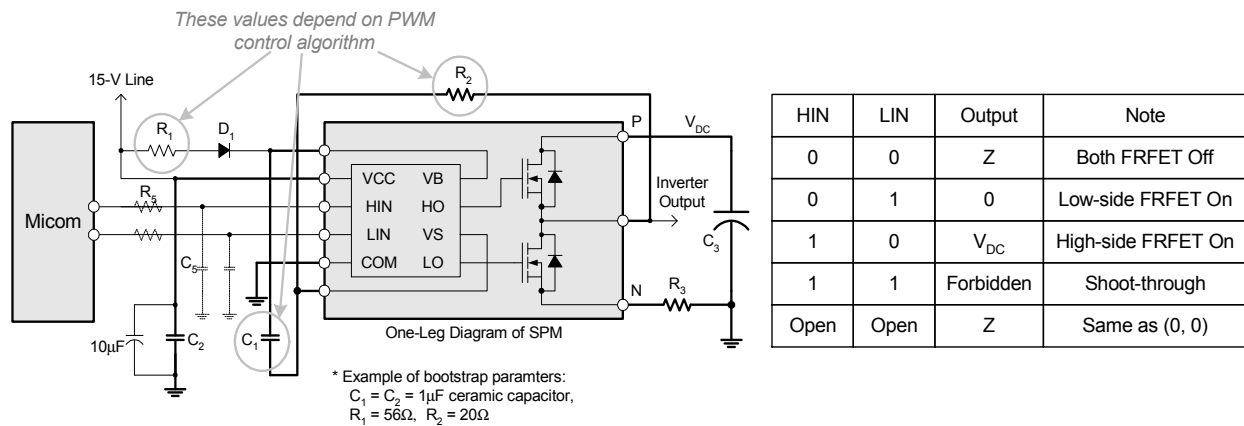 These values depend on PWM
control algorithm
R2
15-V Line
R1
D1
P
VDC
Inverter
Output
VCC
VB
R5
HIN
HO
Micom
LIN
VS
C3
C5
COM
LO
N
R3
10μF
C2
C1
One-Leg Diagram of SPM
* Example of bootstrap paramters:
C1 = C2 = 1μF ceramic capacitor,
R1 = 56Ω, R2 = 20Ω
HIN LIN Output Note
0 0 Z Both FRFET Off
0 1 0 Low-side FRFET On
1 0 VDC High-side FRFET On
1 1 Forbidden Shoot-through
Open Open Z Same as (0, 0)